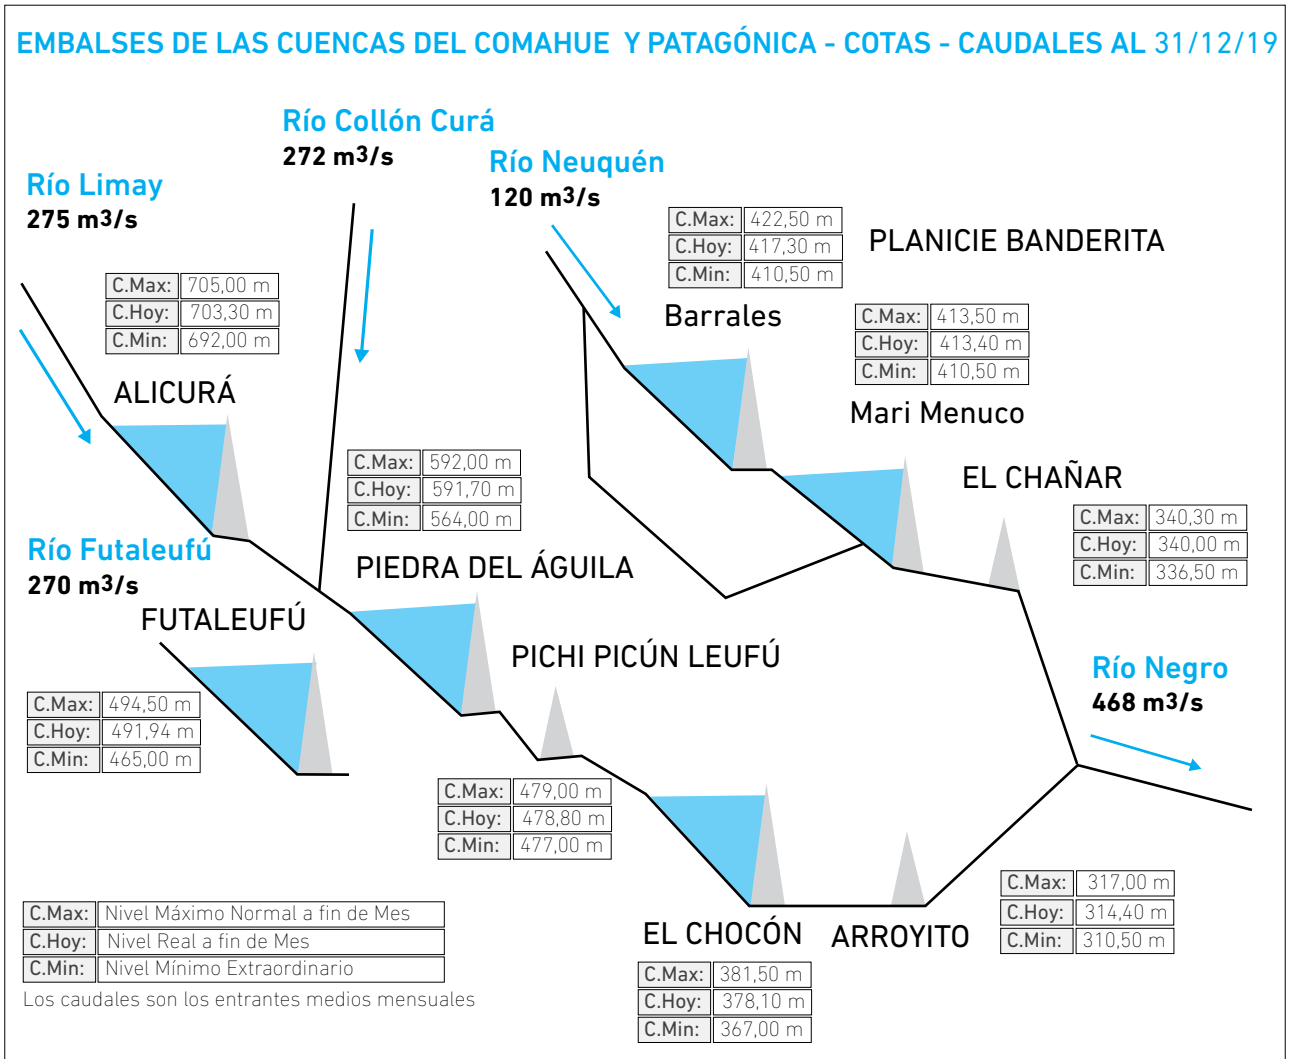 EMBALSES DE LAS CUENCAS DEL COMAHUE Y PATAGÓNICA - COTAS - CAUDALES AL 31/12/19
Río Collón Curá
272 m3/s
Río Neuquén
120 m3/s
Río Limay
275 m3/s
C.Max: 422,50 m
C.Hoy: 417,30 m
C.Min: 410,50 m
PLANICIE BANDERITA
Barrales
C.Max: 705,00 m
C.Hoy: 703,30 m
C.Min: 692,00 m
ALICURÁ
C.Max: 413,50 m
C.Hoy: 413,40 m
C.Min: 410,50 m
Mari Menuco
C.Max: 592,00 m
C.Hoy: 591,70 m
C.Min: 564,00 m
PIEDRA DEL ÁGUILA
EL CHAÑAR
C.Max: 340,30 m
C.Hoy: 340,00 m
C.Min: 336,50 m
Río Futaleufú
270 m3/s
FUTALEUFÚ
C.Max: 494,50 m
C.Hoy: 491,94 m
C.Min: 465,00 m
PICHI PICÚN LEUFÚ
C.Max: 479,00 m
C.Hoy: 478,80 m
C.Min: 477,00 m
Río Negro
468 m3/s
EL CHOCÓN
C.Max: 381,50 m
C.Hoy: 378,10 m
C.Min: 367,00 m
ARROYITO
C.Max: 317,00 m
C.Hoy: 314,40 m
C.Min: 310,50 m
C.Max: Nivel Máximo Normal a fin de Mes
C.Hoy: Nivel Real a fin de Mes
C.Min: Nivel Mínimo Extraordinario
Los caudales son los entrantes medios mensuales